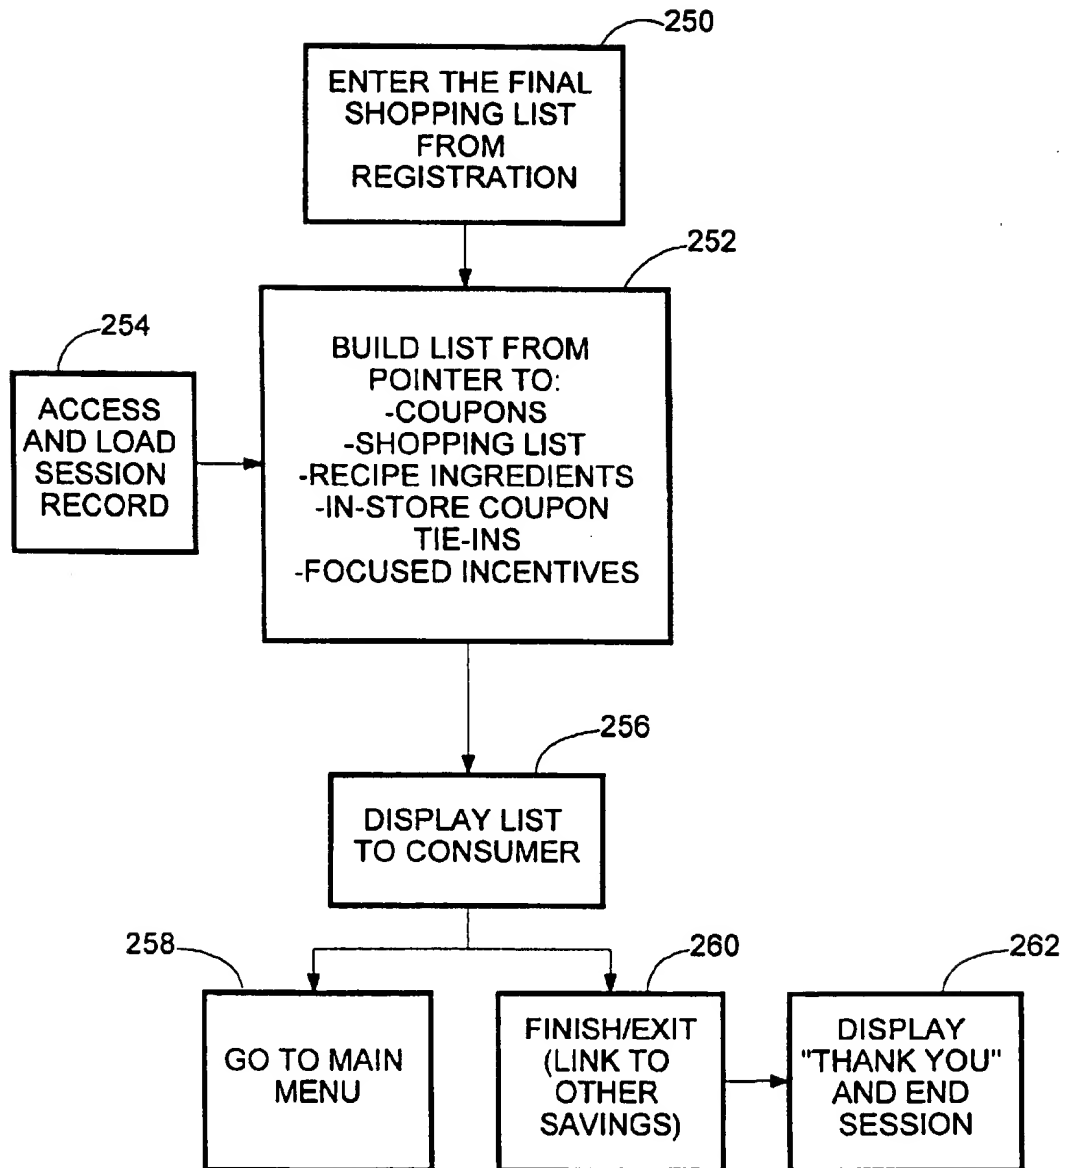 250
ENTER THE FINAL
SHOPPING LIST
FROM
REGISTRATION
252
BUILD LIST FROM
POINTER TO:
-COUPONS
-SHOPPING LIST
-RECIPE INGREDIENTS
-IN-STORE COUPON
TIE-INS
-FOCUSED INCENTIVES
254
ACCESS
AND LOAD
SESSION
RECORD
256
DISPLAY LIST
TO CONSUMER
258
GO TO MAIN
MENU
260
FINISH/EXIT
(LINK TO
OTHER
SAVINGS)
262
DISPLAY
"THANK YOU"
AND END
SESSION